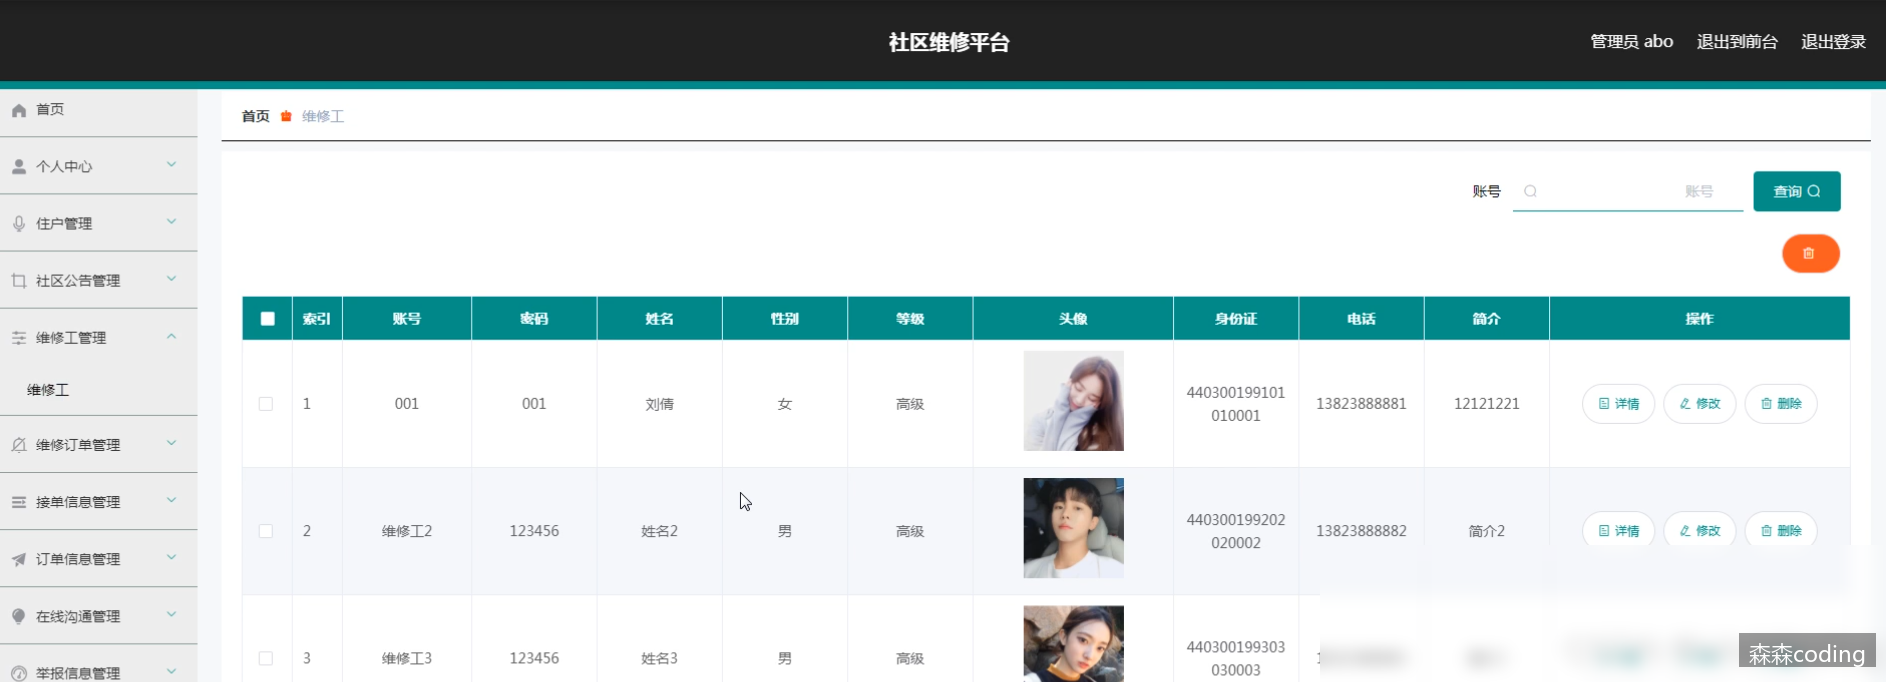 社区维修平台
管理员 abo 退出到前台 退出登录
首页
个人中心
住户管理
社区公告管理
维修工管理
维修工
维修订单管理
接单信息管理
订单信息管理
在线沟通管理
举报信息管理
首页 维修工
账号 账号 查询
索引 账号 密码 姓名 性别 等级 头像 身份证 电话 简介 操作
1 001 001 刘倩 女 高级 440300199101010001 13823888881 12121221 详情 修改 删除
2 维修工2 123456 姓名2 男 高级 440300199202020002 13823888882 简介2 详情 修改 删除
3 维修工3 123456 姓名3 男 高级 440300199303030003
森森coding